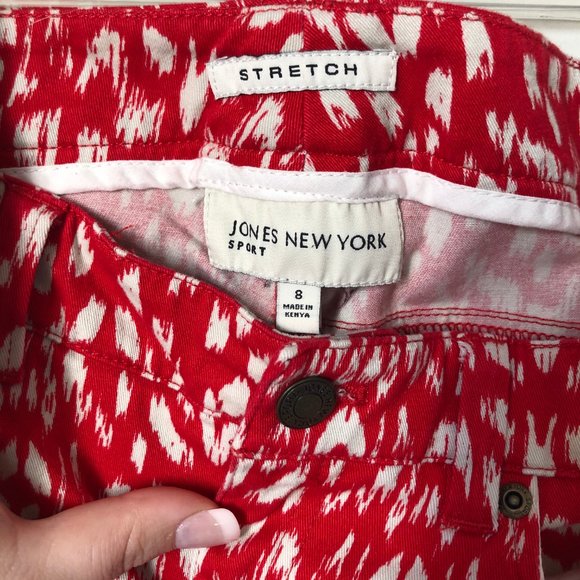 STRETCH
JONES NEW YORK
SPORT
8
MADE IN
KENYA